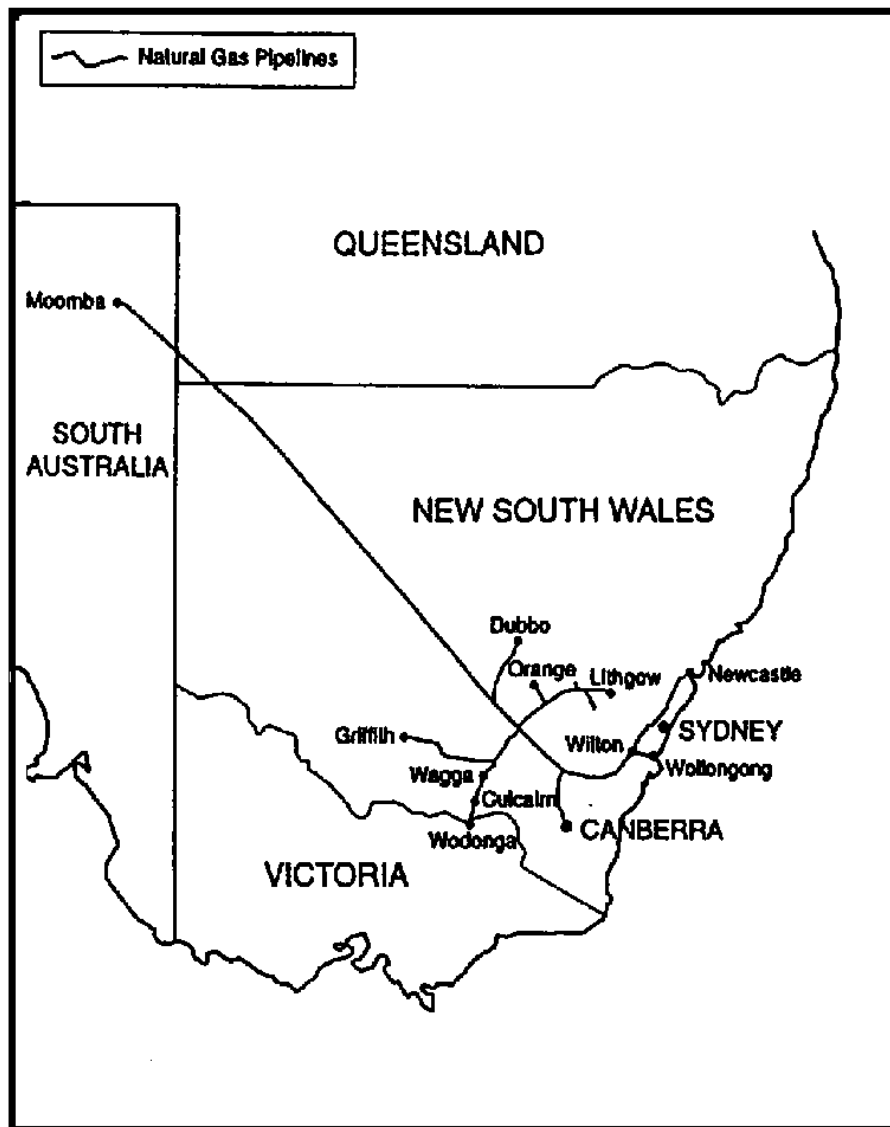 Natural Gas Pipelines
QUEENSLAND
Moomba
SOUTH
AUSTRALIA
NEW SOUTH WALES
Dubbo
Orange
Lithgow
Newcastle
Griffith
SYDNEY
Wilton
Wollongong
Wagga
Culcairn
CANBERRA
Wodonga
VICTORIA